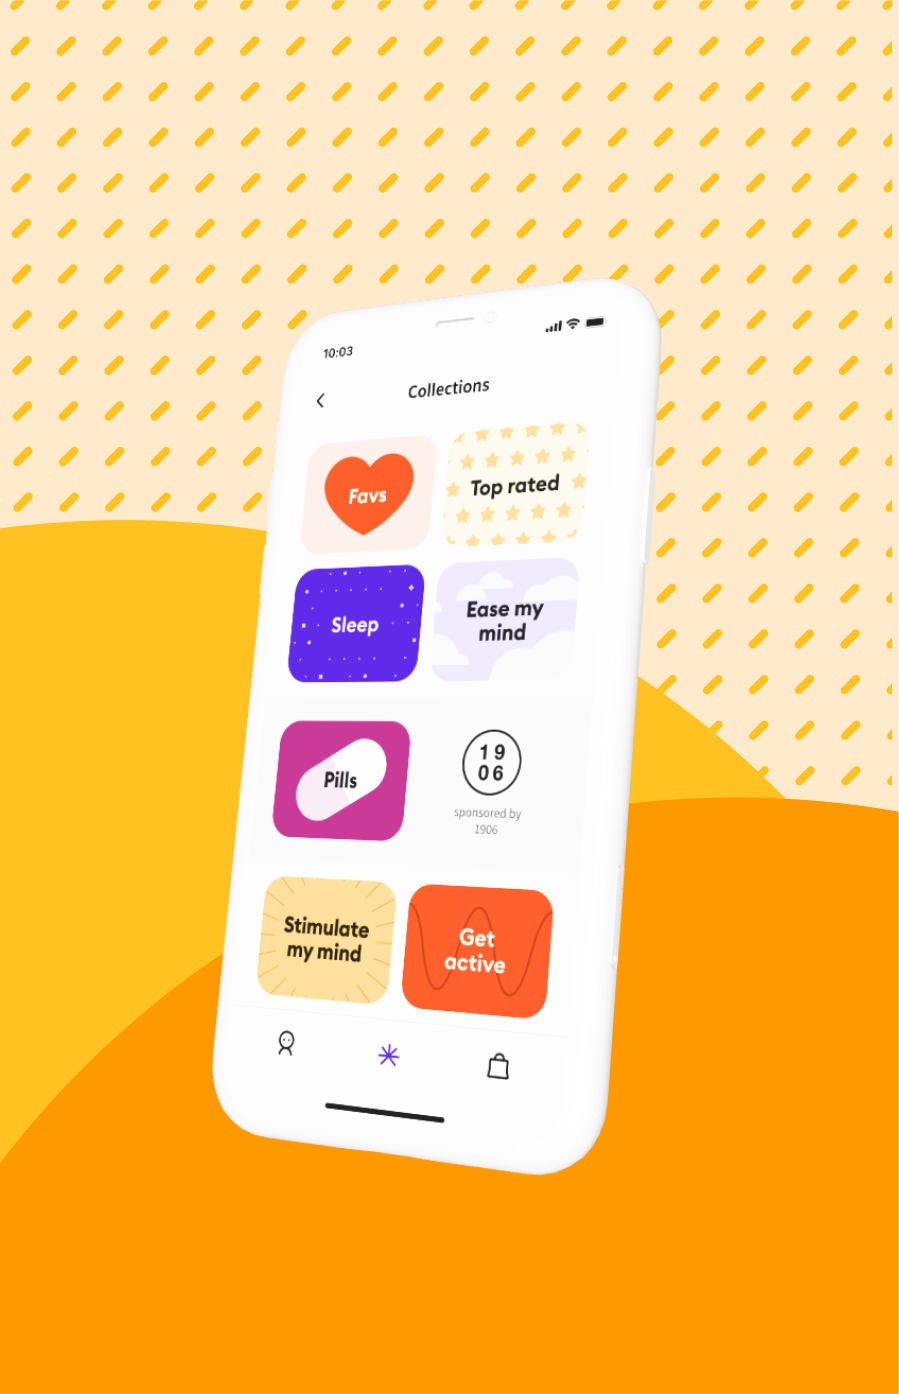 10:03
Collections
Favs
Top rated
Sleep
Ease my
mind
Pills
19
06
sponsored by
1906
Stimulate
my mind
Get
active